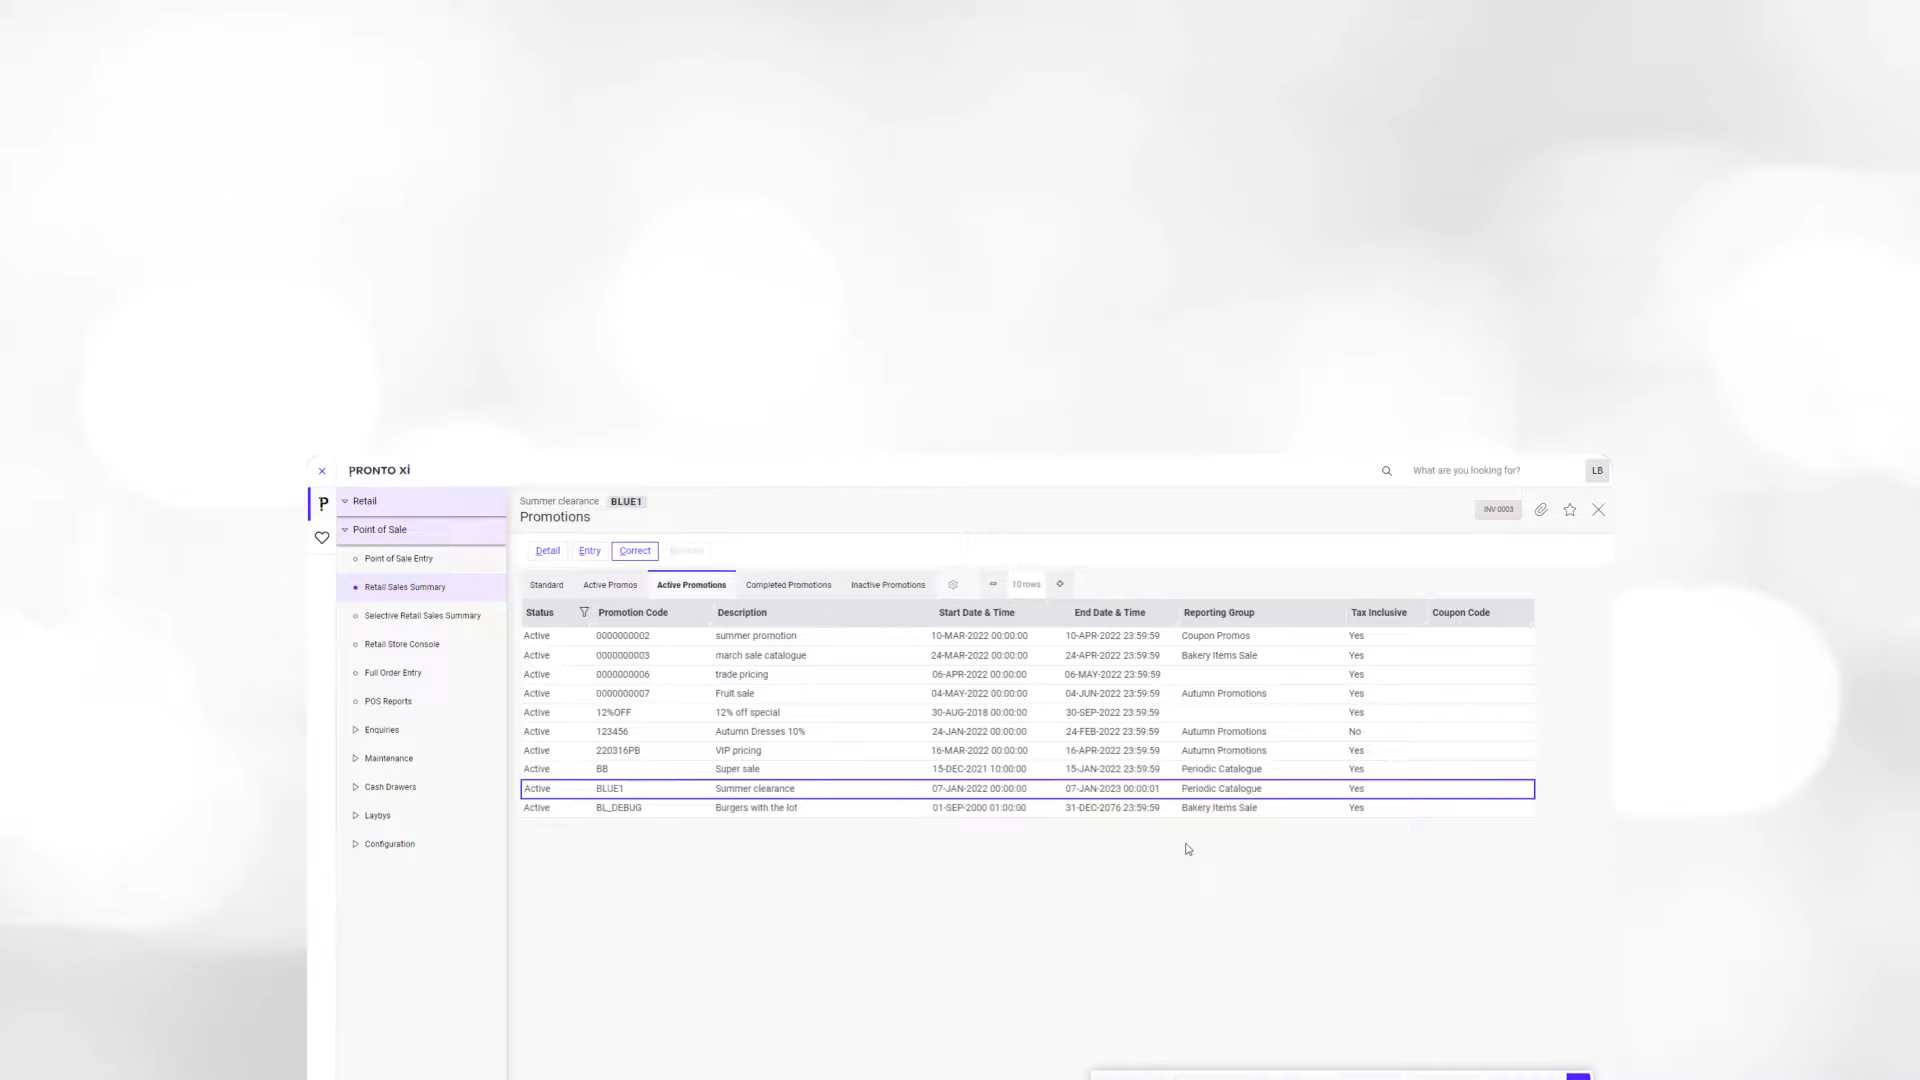 PRONTO Xi
What are you looking for?
LB
Retail
Point of Sale
Point of Sale Entry
Retail Sales Summary
Selective Retail Sales Summary
Retail Store Console
Full Order Entry
POS Reports
Enquiries
Maintenance
Cash Drawers
Laybys
Configuration
Summer clearance BLUE1
Promotions
INV 0003
Detail Entry Correct
Standard Active Promos Active Promotions Completed Promotions Inactive Promotions 10 rows
Status Promotion Code Description Start Date & Time End Date & Time Reporting Group Tax Inclusive Coupon Code
Active 0000000002 summer promotion 10-MAR-2022 00:00:00 10-APR-2022 23:59:59 Coupon Promos Yes
Active 0000000003 march sale catalogue 24-MAR-2022 00:00:00 24-APR-2022 23:59:59 Bakery Items Sale Yes
Active 0000000006 trade pricing 06-APR-2022 00:00:00 06-MAY-2022 23:59:59 Yes
Active 0000000007 Fruit sale 04-MAY-2022 00:00:00 04-JUN-2022 23:59:59 Autumn Promotions Yes
Active 12%OFF 12% off special 30-AUG-2018 00:00:00 30-SEP-2022 23:59:59 Yes
Active 123456 Autumn Dresses 10% 24-JAN-2022 00:00:00 24-FEB-2022 23:59:59 Autumn Promotions No
Active 220316PB VIP pricing 16-MAR-2022 00:00:00 16-APR-2022 23:59:59 Autumn Promotions Yes
Active BB Super sale 15-DEC-2021 10:00:00 15-JAN-2022 23:59:59 Periodic Catalogue Yes
Active BLUE1 Summer clearance 07-JAN-2022 00:00:00 07-JAN-2023 00:00:01 Periodic Catalogue Yes
Active BL_DEBUG Burgers with the lot 01-SEP-2000 01:00:00 31-DEC-2076 23:59:59 Bakery Items Sale Yes